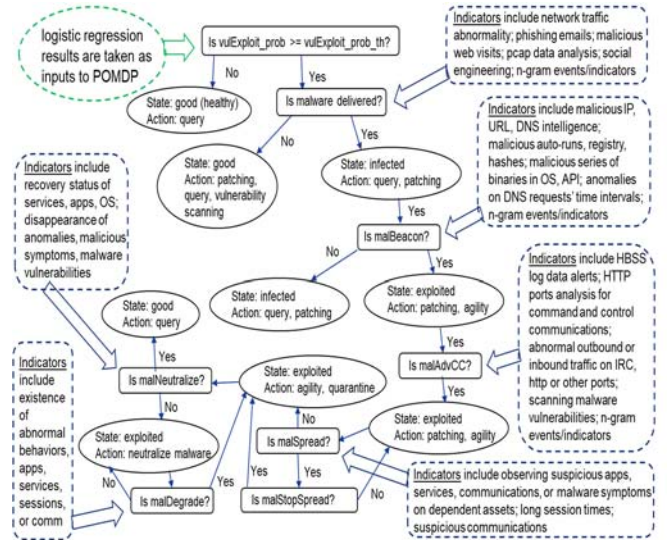 logistic regression
results are taken as
inputs to POMDP
Is vulExploit_prob >= vulExploit_prob_th?
Indicators include network traffic
abnormality; phishing emails; malicious
web visits; pcap data analysis; social
engineering; n-gram events/indicators
No
Yes
State: good (healthy)
Action: query
Is malware delivered?
No
Yes
State: good
Action: patching,
query, vulnerability
scanning
State: infected
Action: query, patching
Indicators include malicious IP,
URL, DNS intelligence;
malicious auto-runs, registry,
hashes; malicious series of
binaries in OS, API; anomalies
on DNS requests' time intervals;
n-gram events/indicators
Indicators include
recovery status of
services, apps, OS;
disappearance of
anomalies, malicious
symptoms, malware
vulnerabilities
Yes
Is malBeacon?
No
Yes
State: infected
Action: query, patching
State: exploited
Action: patching, agility
Indicators include HBSS
log data alerts; HTTP
ports analysis for
command and control
communications;
abnormal outbound or
inbound traffic on IRC,
http or other ports;
scanning malware
vulnerabilities; n-gram
events/indicators
State: good
Action: query
Yes
Yes
Is malAdvCC?
Is malNeutralize?
State: exploited
Action: agility, quarantine
Yes
Indicators
include
existence of
abnormal
behaviors,
apps,
services,
sessions,
or comm
No
No
State: exploited
Action: patching, agility
State: exploited
Action: neutralize malware
Is malSpread?
No
Yes
Yes
Yes
Is malDegrade?
Is malStopSpread?
No
Indicators include observing suspicious apps,
services, communications, or malware symptoms
on dependent assets; long session times;
suspicious communications